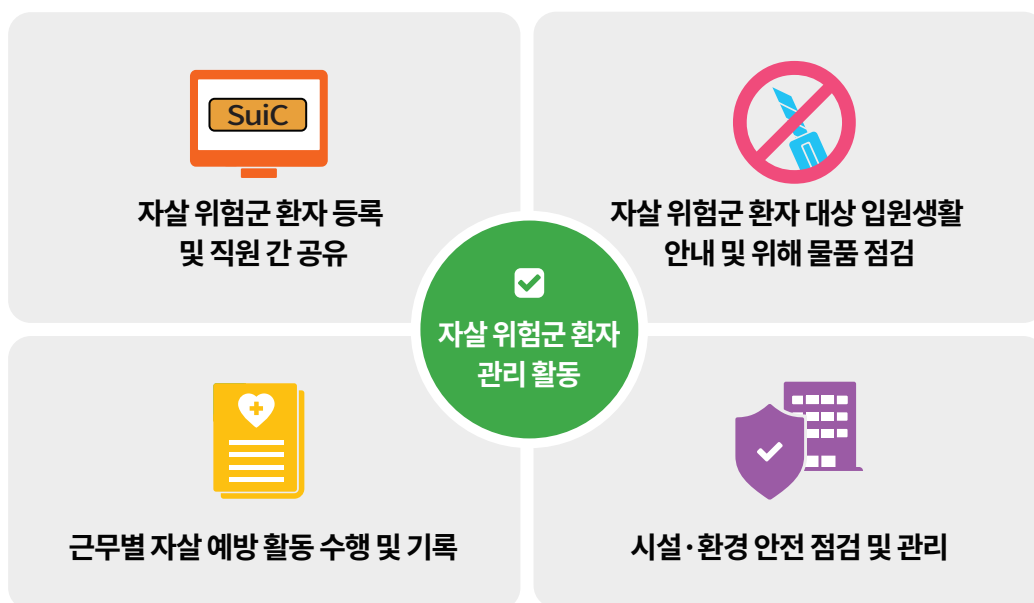 SuiC
자살 위험군 환자 등록
및 직원 간 공유
자살 위험군 환자 대상 입원생활
안내 및 위해 물품 점검
자살 위험군 환자
관리 활동
근무별 자살 예방 활동 수행 및 기록
시설·환경 안전 점검 및 관리